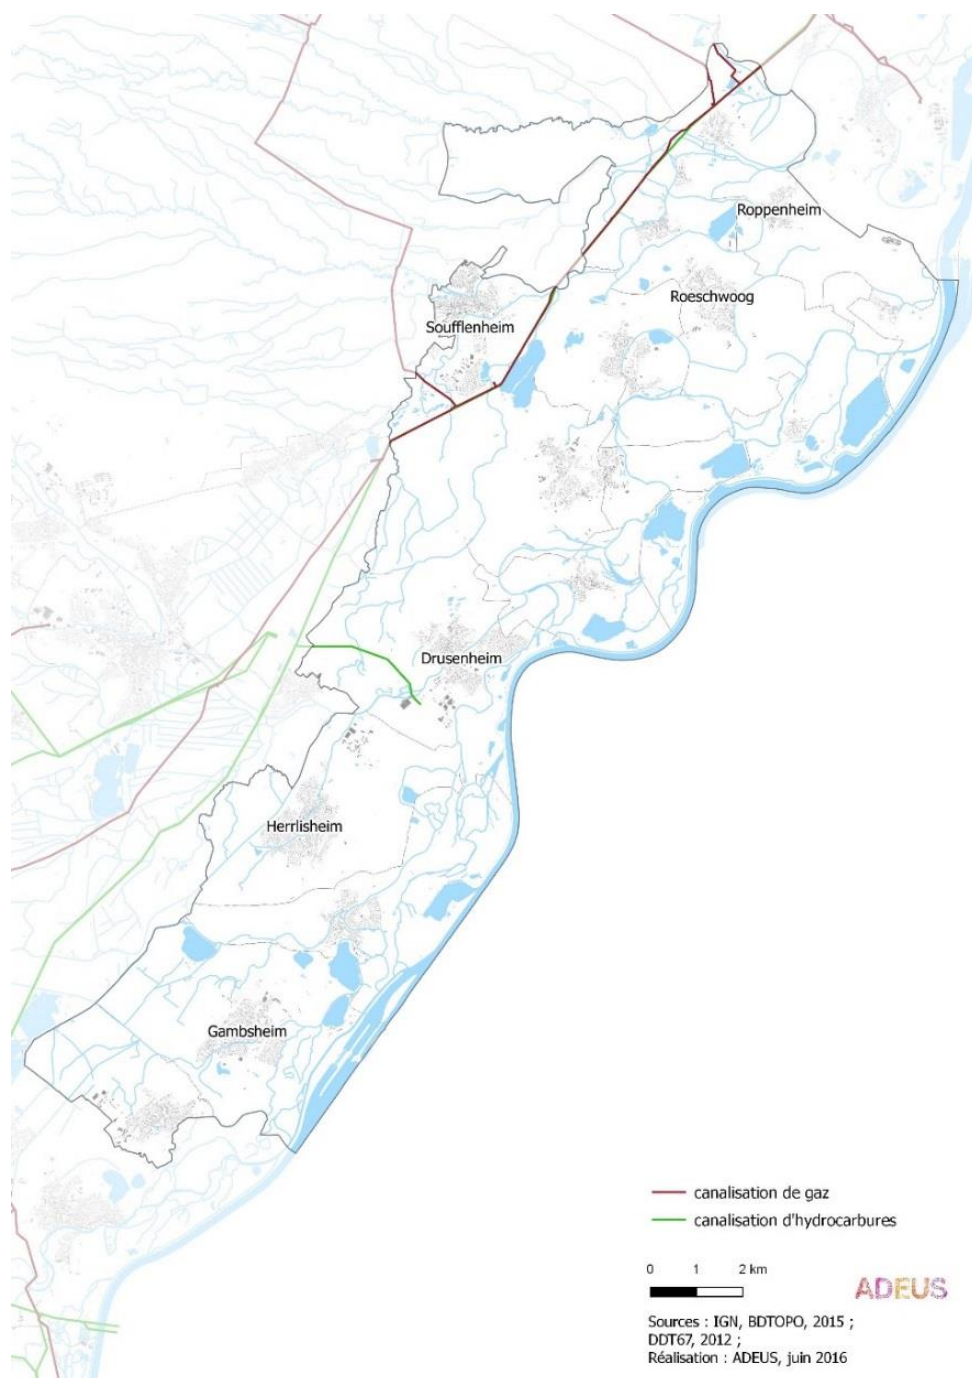 Roppenheim
Roeschwoog
Soufflenheim
Drusenheim
Herrlisheim
Gambsheim
canalisation de gaz
canalisation d'hydrocarbures
0 1 2 km
ADEUS
Sources : IGN, BDTOPO, 2015 ;
DDT67, 2012 ;
Réalisation : ADEUS, juin 2016